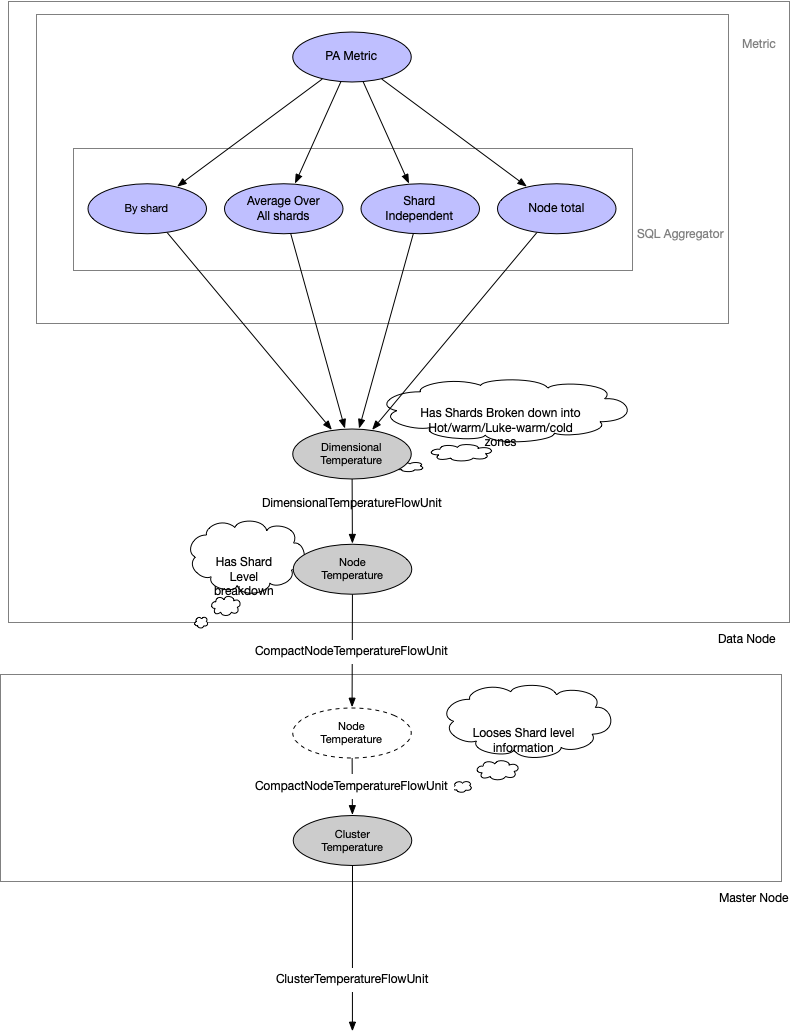 Metric
PA Metric
By shard
Average Over
All shards
Shard
Independent
Node total
SQL Aggregator
Has Shards Broken down into
Hot/warm/Luke-warm/cold
zones
Dimensional
Temperature
DimensionalTemperatureFlowUnit
Has Shard
Level
breakdown
Node
Temperature
Data Node
CompactNodeTemperatureFlowUnit
Node
Temperature
Looses Shard level
information
CompactNodeTemperatureFlowUnit
Cluster
Temperature
Master Node
ClusterTemperatureFlowUnit